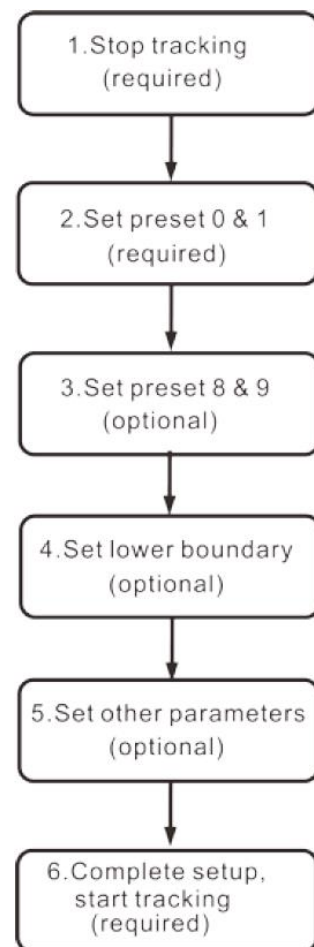 1.Stop tracking
(required)
2.Set preset 0 & 1
(required)
3.Set preset 8 & 9
(optional)
4.Set lower boundary
(optional)
5.Set other parameters
(optional)
6.Complete setup,
start tracking
(required)